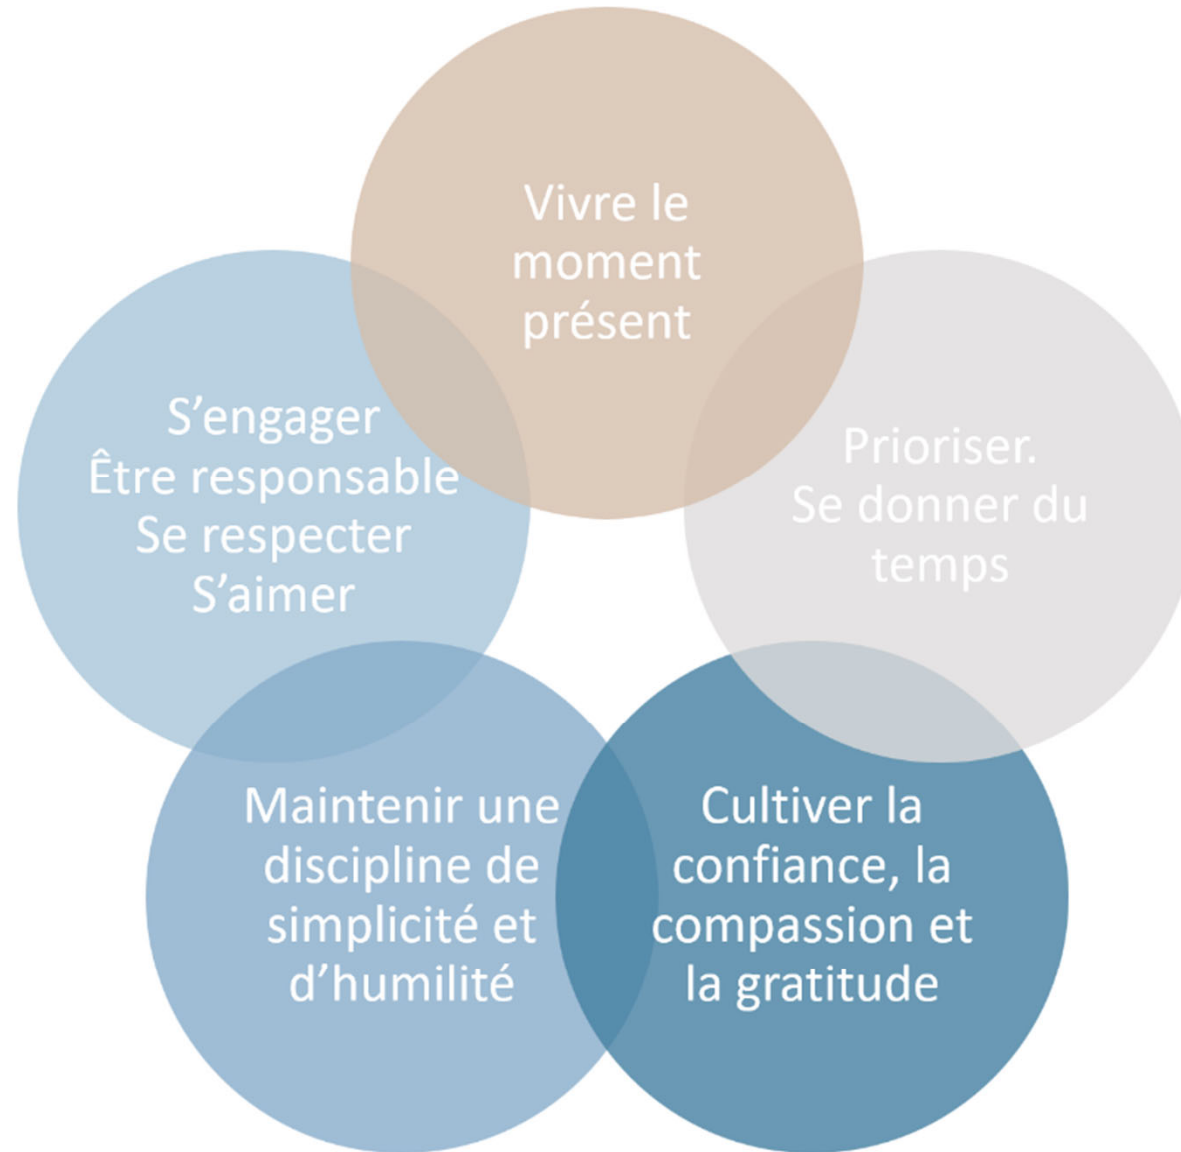 Vivre le
moment
présent
Prioriser.
Se donner du
temps
Cultiver la
confiance, la
compassion et
la gratitude
Maintenir une
discipline de
simplicité et
d’humilité
S’engager
Être responsable
Se respecter
S’aimer